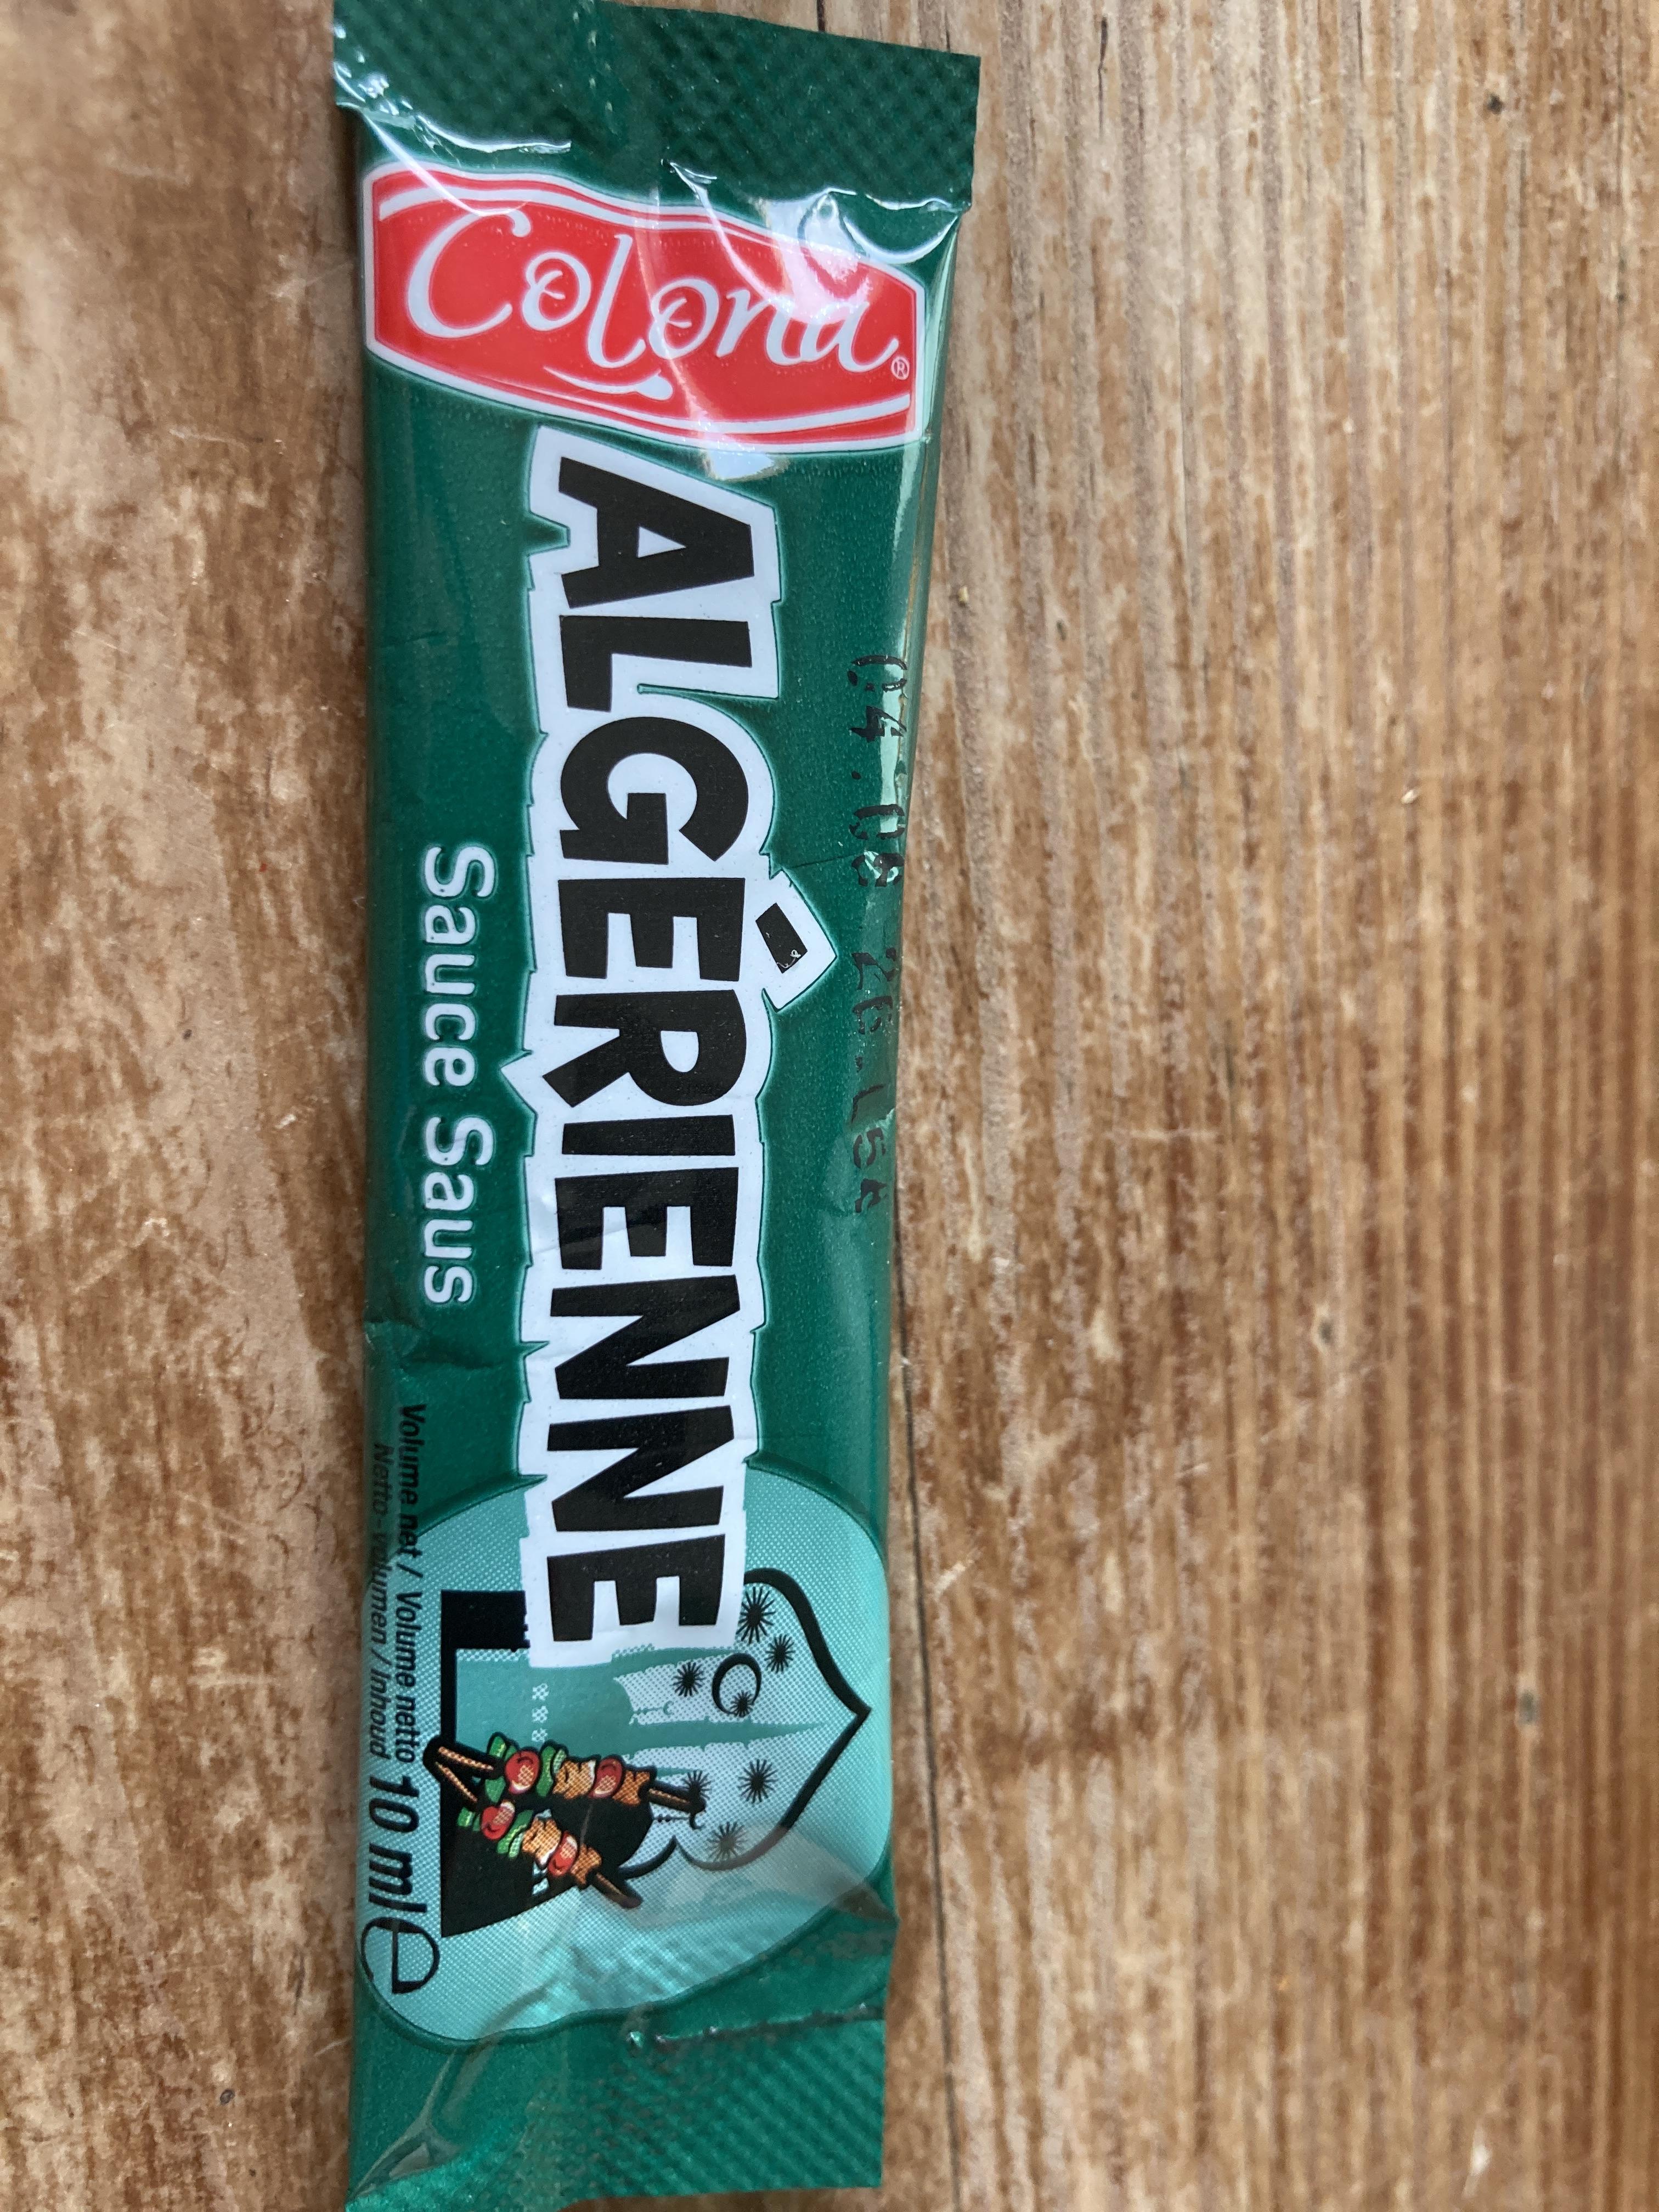 Colona®
ALGÉRIENNE
Sauce Saus
Volume net / Volume netto
Netto-volumen / Inhoud 10 ml e